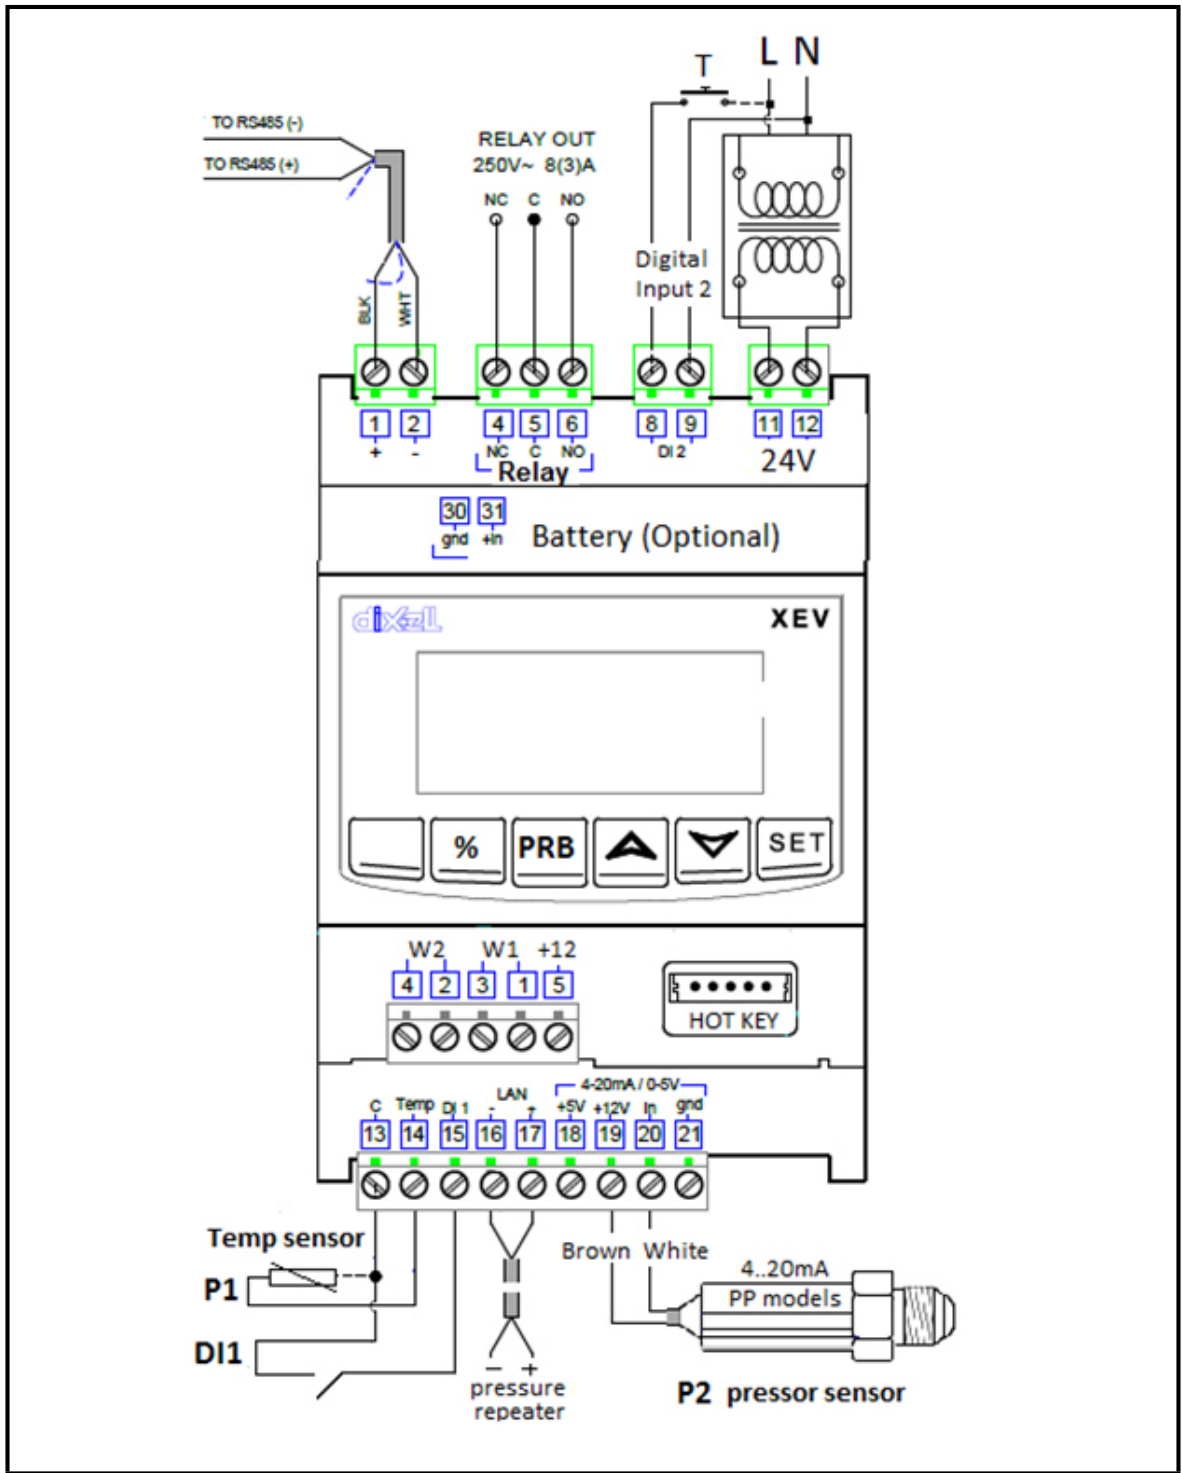 L N
T
TO RS485 (-)
RELAY OUT
TO RS485 (+)
250V~ 8(3)A
NC C NO
Digital
Input 2
BLK
WHT
1 2 4 5 6 8 9 11 12
+ - NC C NO DI 2 24V
Relay
30 31
gnd +in
Battery (Optional)
dixell
XEV
% PRB SET
W2 W1 +12
4 2 3 1 5
HOT KEY
4-20mA / 0-5V
LAN
C Temp DI 1 - + +5V +12V In gnd
13 14 15 16 17 18 19 20 21
Temp sensor
Brown White
P1
4..20mA
PP models
DI1
- +
pressure
repeater
P2 pressor sensor